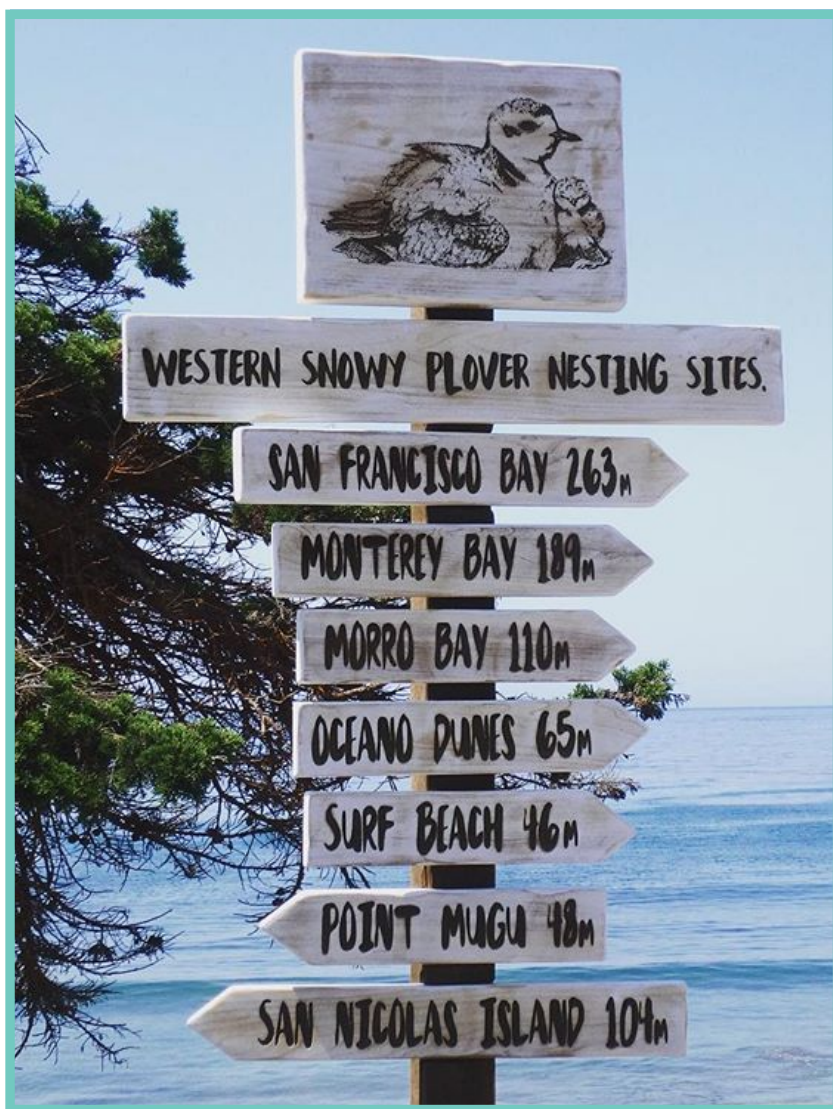 WESTERN SNOWY PLOVER NESTING SITES.
SAN FRANCISCO BAY 263M
MONTEREY BAY 189M
MORRO BAY 110M
OCEANO DUNES 65M
SURF BEACH 46M
POINT MUGU 48M
SAN NICOLAS ISLAND 104M